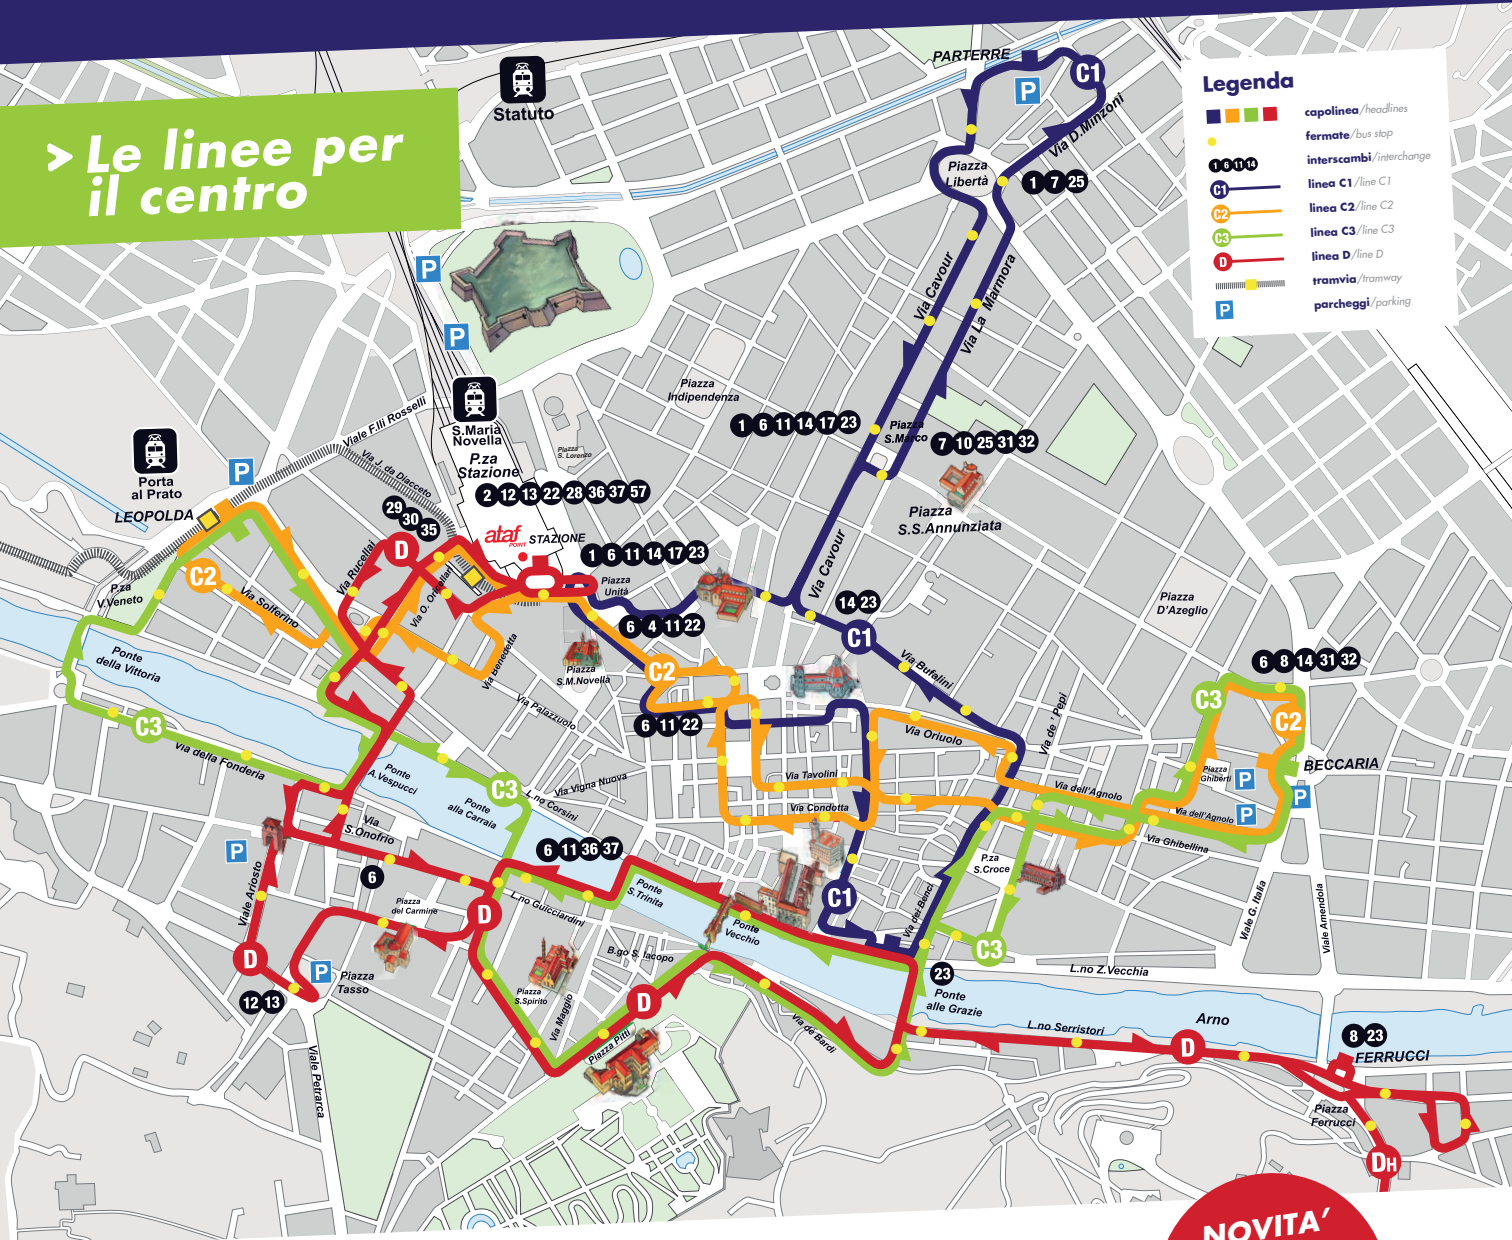 > Le linee per
il centro
Statuto
PARTERRE
P
C1
Via D.Minzoni
Piazza
Libertà
1 7 25
Legenda
capolinea/headlines
fermate/bus stop
1 6 11 14
interscambi/interchange
C1
linea C1/line C1
C2
linea C2/line C2
C3
linea C3/line C3
D
linea D/line D
tramvia/tramway
P
parcheggi/parking
P
P
Via Cavour
Via La Marmora
Piazza
Indipendenza
1 6 11 14 17 23
Piazza
S.Marco
7 10 25 31 32
Piazza
S.S.Annunziata
S.Maria
Novella
P.za
Stazione
2 12 13 22 28 36 37 57
Piazza
S. Lorenzo
Viale F.lli Rosselli
Via J. da Diacceto
Porta
al Prato
LEOPOLDA
P
29
30
35
D
ataf
POINT
STAZIONE
1 6 11 14 17 23
Piazza
Unità
Via Rucellai
Via O. Oricellari
C2
P.za
V.Veneto
Via Solferino
Via Benedetta
6 4 11 22
Via Cavour
14 23
C1
Piazza
D'Azeglio
Piazza
S.M.Novella
C2
Via Bufalini
6 8 14 31 32
Ponte
della Vittoria
Via Palazzuolo
6 11 22
Via Oriuolo
Via de ' Pepi
C3
C2
C3
Via della Fonderia
Ponte
A.Vespucci
C3
Via Vigna Nuova
L.no Corsini
Ponte
alla Carraia
Via Tavolini
Via Condotta
Via dell'Agnolo
Piazza
Ghiberti
P
BECCARIA
P
P
Via dell'Agnolo
Via Ghibellina
Via
S.Onofrio
P
6
6 11 36 37
P.za
S.Croce
Viale Ariosto
Piazza
del Carmine
D
L.no Guicciardini
Ponte
S.Trinita
Ponte
Vecchio
C1
Via dei Benci
C3
Viale G. Italia
Viale Amendola
D
P
Piazza
Tasso
12 13
B.go S. Iacopo
Piazza
S.Spirito
Via Maggio
D
Piazza Pitti
Via de Bardi
23
Ponte
alle Grazie
L.no Z.Vecchia
L.no Serristori
Arno
D
8 23
FERRUCCI
Piazza
Ferrucci
DH
Viale Petrarca
NOVITA'